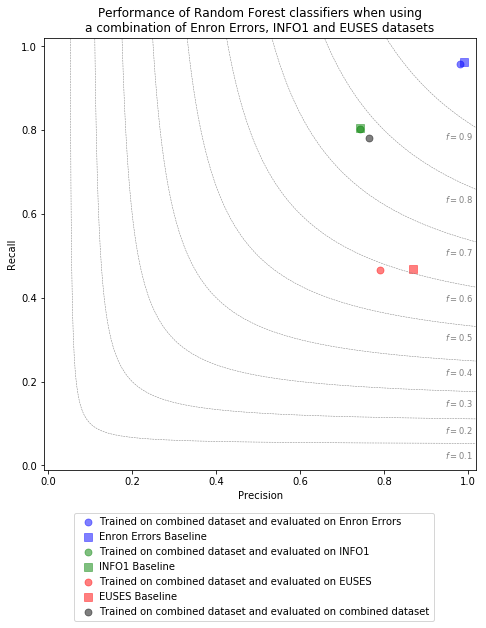 Performance of Random Forest classifiers when using
a combination of Enron Errors, INFO1 and EUSES datasets
1.0
0.8
0.6
0.4
0.2
0.0
Recall
f = 0.9
f = 0.8
f = 0.7
f = 0.6
f = 0.5
f = 0.4
f = 0.3
f = 0.2
f = 0.1
0.0 0.2 0.4 0.6 0.8 1.0
Precision
Trained on combined dataset and evaluated on Enron Errors
Enron Errors Baseline
Trained on combined dataset and evaluated on INFO1
INFO1 Baseline
Trained on combined dataset and evaluated on EUSES
EUSES Baseline
Trained on combined dataset and evaluated on combined dataset